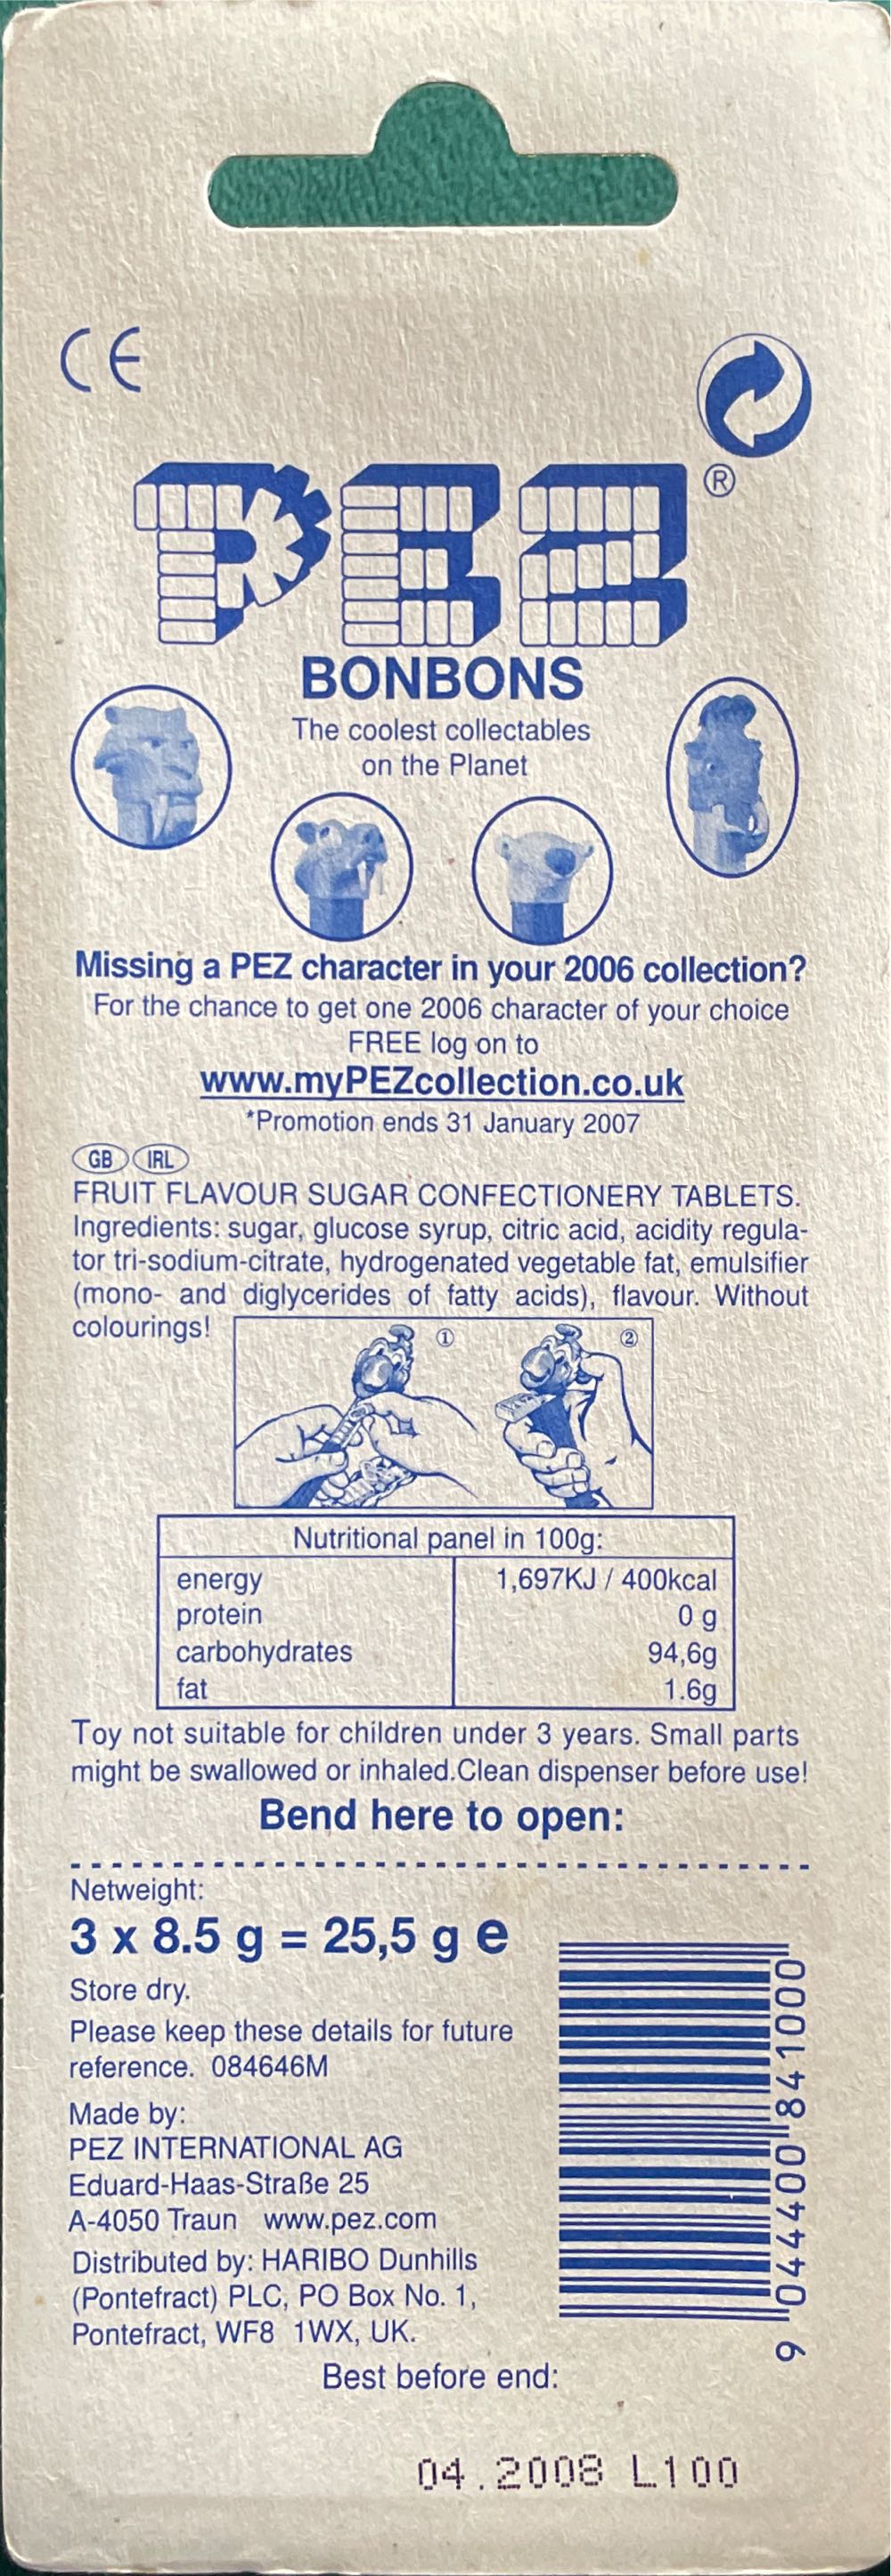 CE
PEZ®
BONBONS
The coolest collectables
on the Planet
Missing a PEZ character in your 2006 collection?
For the chance to get one 2006 character of your choice
FREE log on to
www.myPEZcollection.co.uk
*Promotion ends 31 January 2007
GB IRL
FRUIT FLAVOUR SUGAR CONFECTIONERY TABLETS.
Ingredients: sugar, glucose syrup, citric acid, acidity regula-
tor tri-sodium-citrate, hydrogenated vegetable fat, emulsifier
(mono- and diglycerides of fatty acids), flavour. Without
colourings!
① ②
Nutritional panel in 100g:
energy 1,697KJ / 400kcal
protein 0 g
carbohydrates 94,6g
fat 1.6g
Toy not suitable for children under 3 years. Small parts
might be swallowed or inhaled.Clean dispenser before use!
Bend here to open:
Netweight:
3 x 8.5 g = 25,5 g e
Store dry.
Please keep these details for future
reference. 084646M
Made by:
PEZ INTERNATIONAL AG
Eduard-Haas-Straße 25
A-4050 Traun www.pez.com
Distributed by: HARIBO Dunhills
(Pontefract) PLC, PO Box No. 1,
Pontefract, WF8 1WX, UK.
9 044400 841000
Best before end:
04.2008 L100